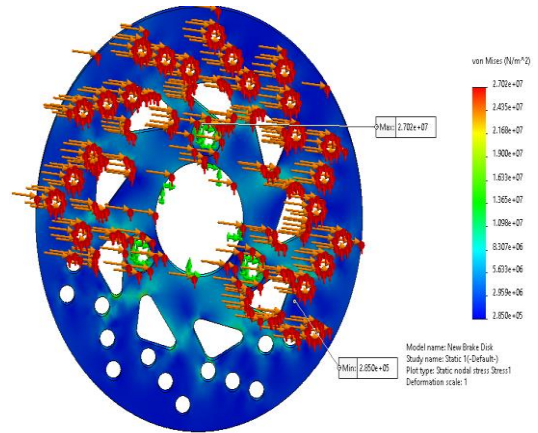 von Mises (N/m^2)
2.702e+07
2.435e+07
2.168e+07
1.900e+07
1.633e+07
1.365e+07
1.098e+07
8.307e+06
5.633e+06
2.959e+06
2.850e+05
Max: 2.702e+07
Min: 2.850e+05
Model name: New Brake Disk
Study name: Static 1(-Default-)
Plot type: Static nodal stress Stress1
Deformation scale: 1